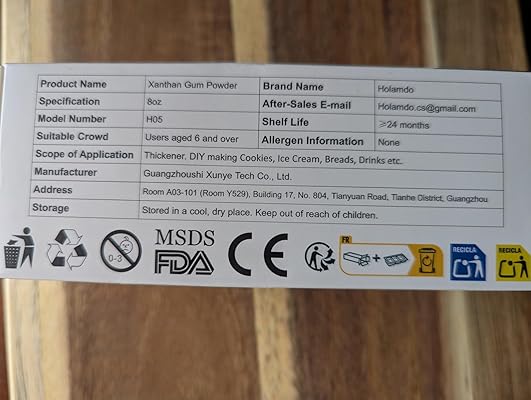 Product Name Xanthan Gum Powder Brand Name Holamdo
Specification 8oz After-Sales E-mail Holamdo.cs@gmail.com
Model Number H05 Shelf Life ≥24 months
Suitable Crowd Users aged 6 and over Allergen Information None
Scope of Application Thickener, DIY making Cookies, Ice Cream, Breads, Drinks etc.
Manufacturer Guangzhoushi Xunye Tech Co., Ltd.
Address Room A03-101 (Room Y529), Building 17, No. 804, Tianyuan Road, Tianhe District, Guangzhou
Storage Stored in a cool, dry place. Keep out of reach of children.
0-3
MSDS
FDA
CE
FR
+
RECICLA
RECICLA